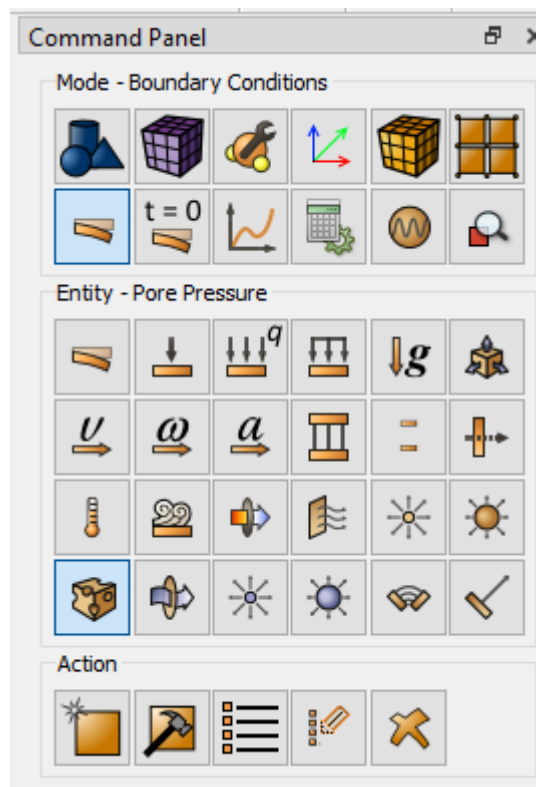 Command Panel
Mode - Boundary Conditions
t = 0
Entity - Pore Pressure
q
g
υ ω a
Action